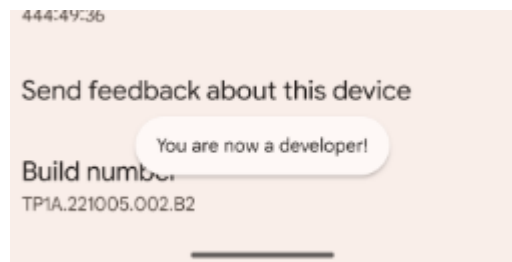 444:49:36
Send feedback about this device
You are now a developer!
Build number
TP1A.221005.002.B2